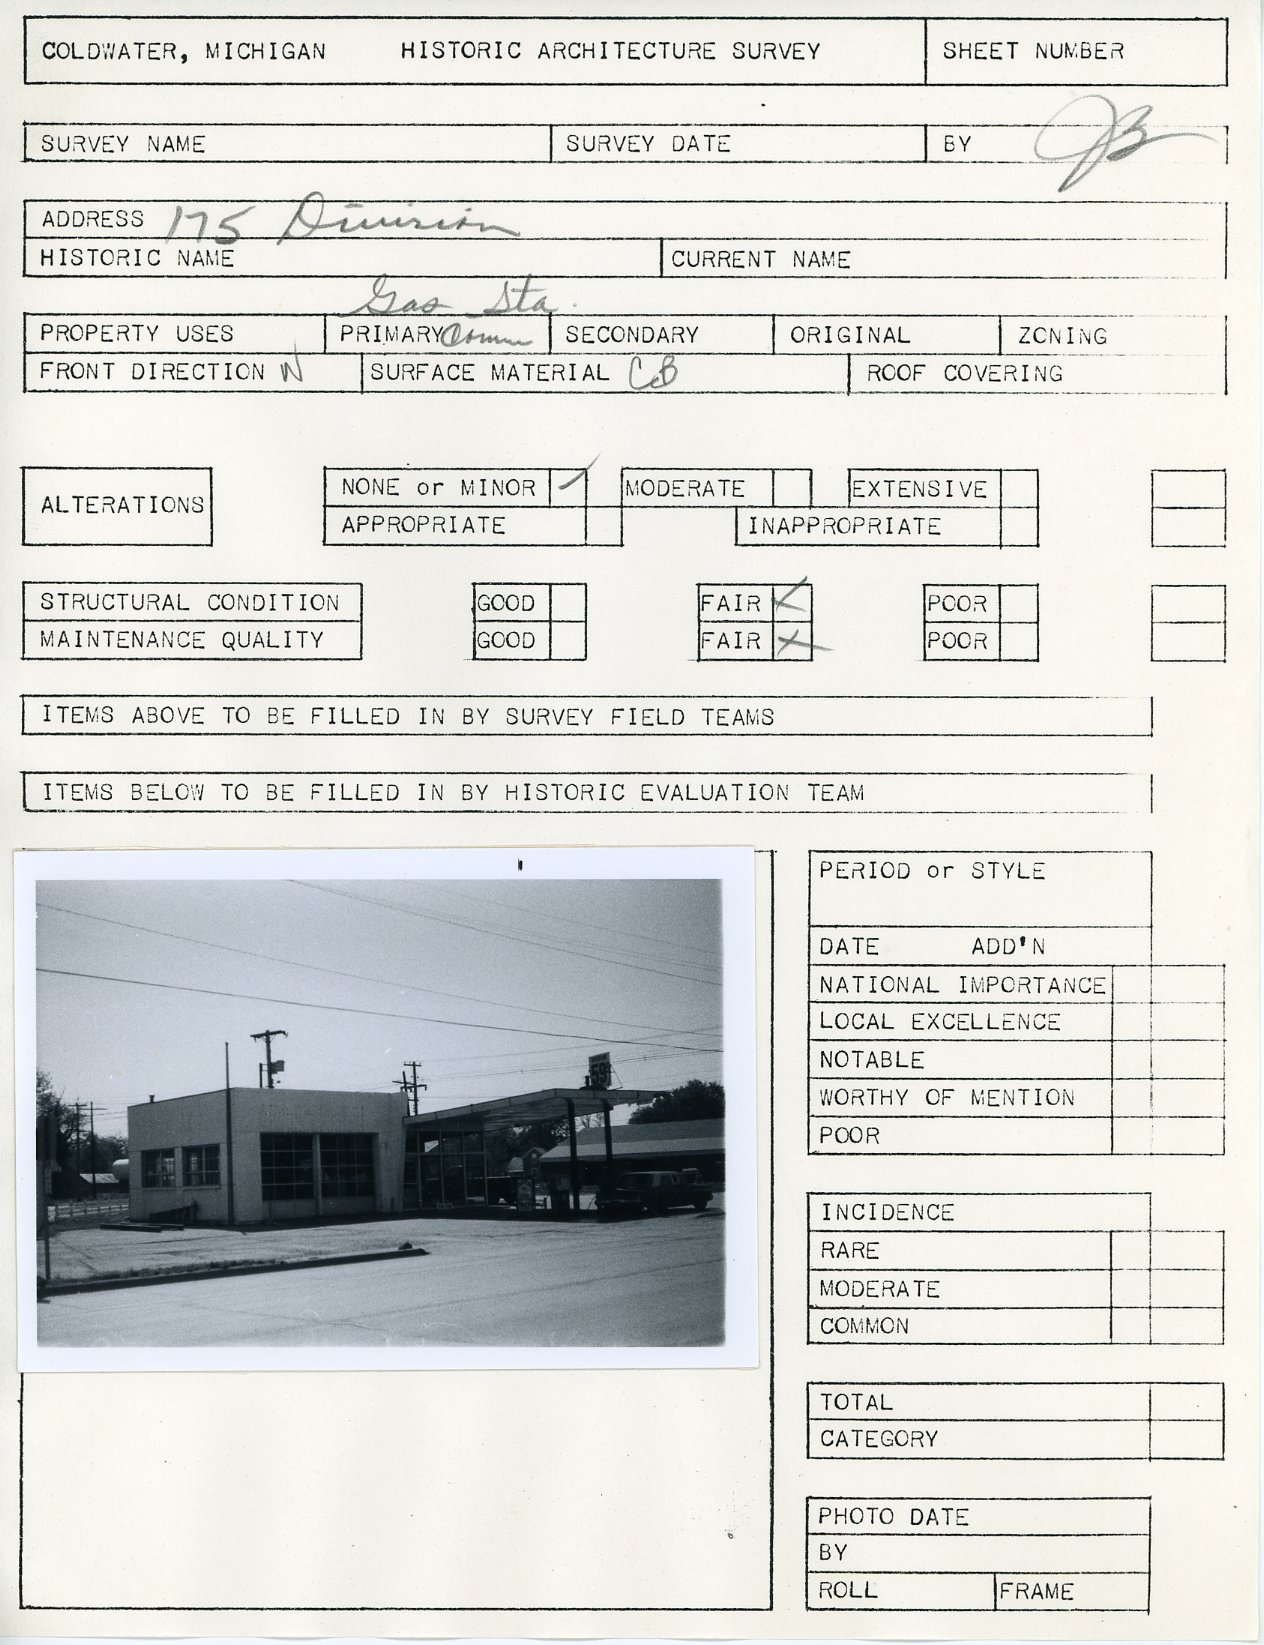 COLDWATER, MICHIGAN HISTORIC ARCHITECTURE SURVEY SHEET NUMBER
SURVEY NAME SURVEY DATE BY JB
ADDRESS 175 Division
HISTORIC NAME CURRENT NAME
Gas Sta.
PROPERTY USES PRIMARY Comm SECONDARY ORIGINAL ZONING
FRONT DIRECTION N SURFACE MATERIAL CB ROOF COVERING
ALTERATIONS NONE or MINOR ✓ MODERATE EXTENSIVE
APPROPRIATE INAPPROPRIATE
STRUCTURAL CONDITION GOOD FAIR ✓ POOR
MAINTENANCE QUALITY GOOD FAIR ✓ POOR
ITEMS ABOVE TO BE FILLED IN BY SURVEY FIELD TEAMS
ITEMS BELOW TO BE FILLED IN BY HISTORIC EVALUATION TEAM
59
PERIOD or STYLE
DATE ADD'N
NATIONAL IMPORTANCE
LOCAL EXCELLENCE
NOTABLE
WORTHY OF MENTION
POOR
INCIDENCE
RARE
MODERATE
COMMON
TOTAL
CATEGORY
PHOTO DATE
BY
ROLL FRAME